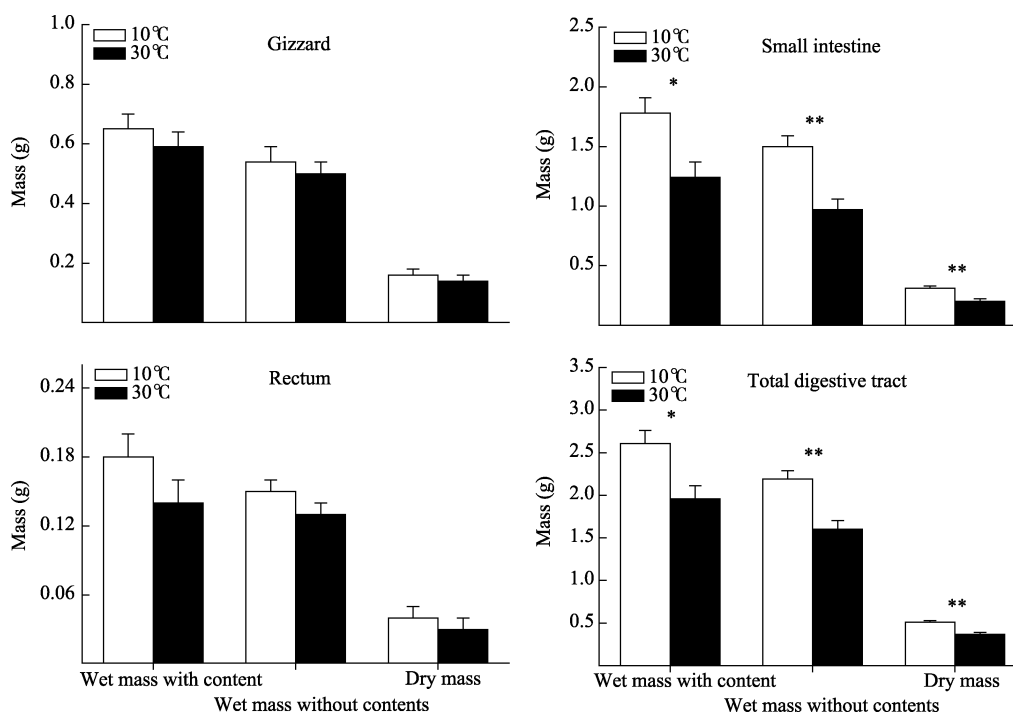 1.0
0.8
0.6
0.4
0.2
Mass (g)
10℃
30℃
Gizzard
2.5
2.0
1.5
1.0
0.5
Mass (g)
10℃
30℃
Small intestine
*
**
**
0.24
0.18
0.12
0.06
Mass (g)
10℃
30℃
Rectum
Wet mass with content
Dry mass
Wet mass without contents
3.5
3.0
2.5
2.0
1.5
1.0
0.5
Mass (g)
10℃
30℃
Total digestive tract
*
**
**
Wet mass with content
Dry mass
Wet mass without contents